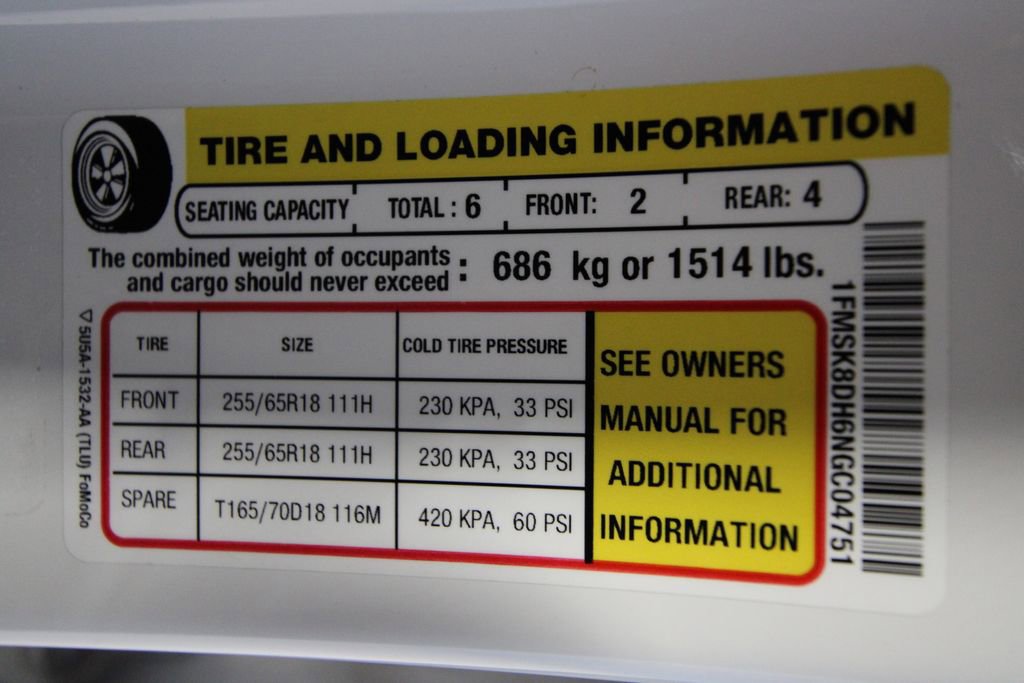 TIRE AND LOADING INFORMATION
SEATING CAPACITY TOTAL : 6 FRONT: 2 REAR: 4
The combined weight of occupants
and cargo should never exceed : 686 kg or 1514 lbs.
TIRE SIZE COLD TIRE PRESSURE
FRONT 255/65R18 111H 230 KPA, 33 PSI
REAR 255/65R18 111H 230 KPA, 33 PSI
SPARE T165/70D18 116M 420 KPA, 60 PSI
SEE OWNERS
MANUAL FOR
ADDITIONAL
INFORMATION
5U5A-1532-AA (TLU) FoMoCo
1FMSK8DH6NGC04751